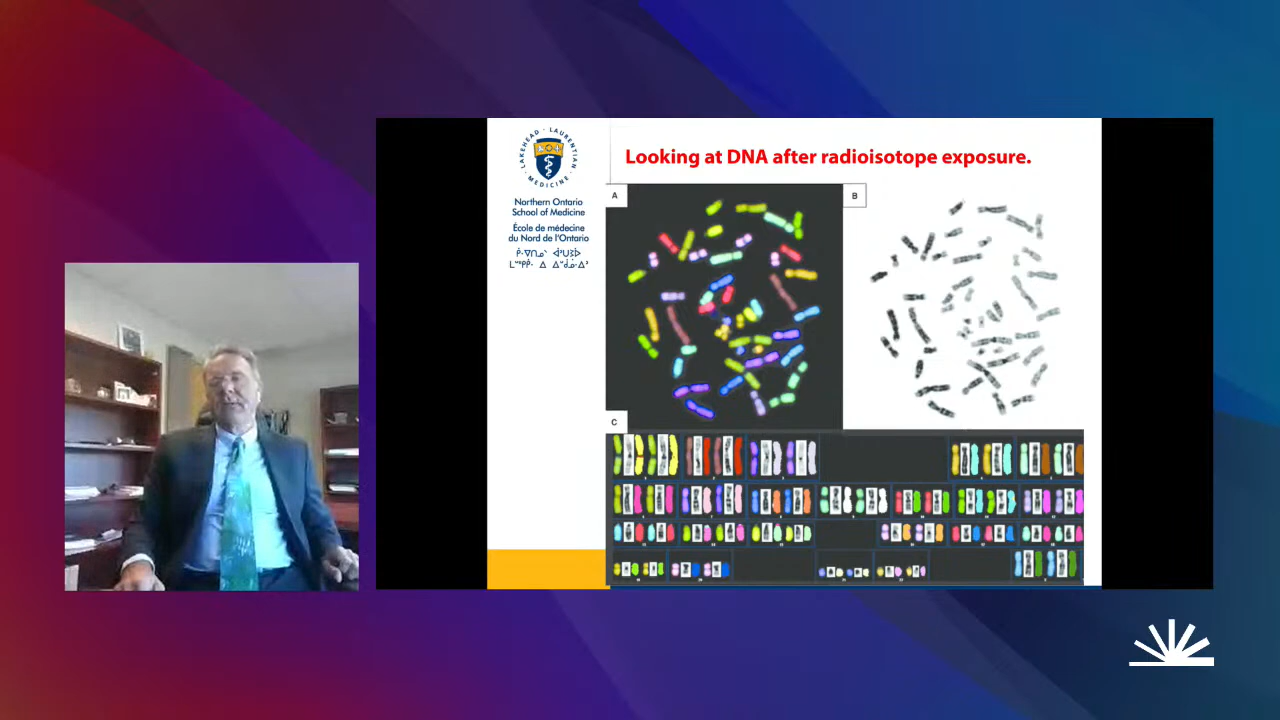 LAKEHEAD · LAURENTIAN
MEDICINE
Northern Ontario
School of Medicine
École de médecine
du Nord de l'Ontario
Looking at DNA after radioisotope exposure.
A
B
C